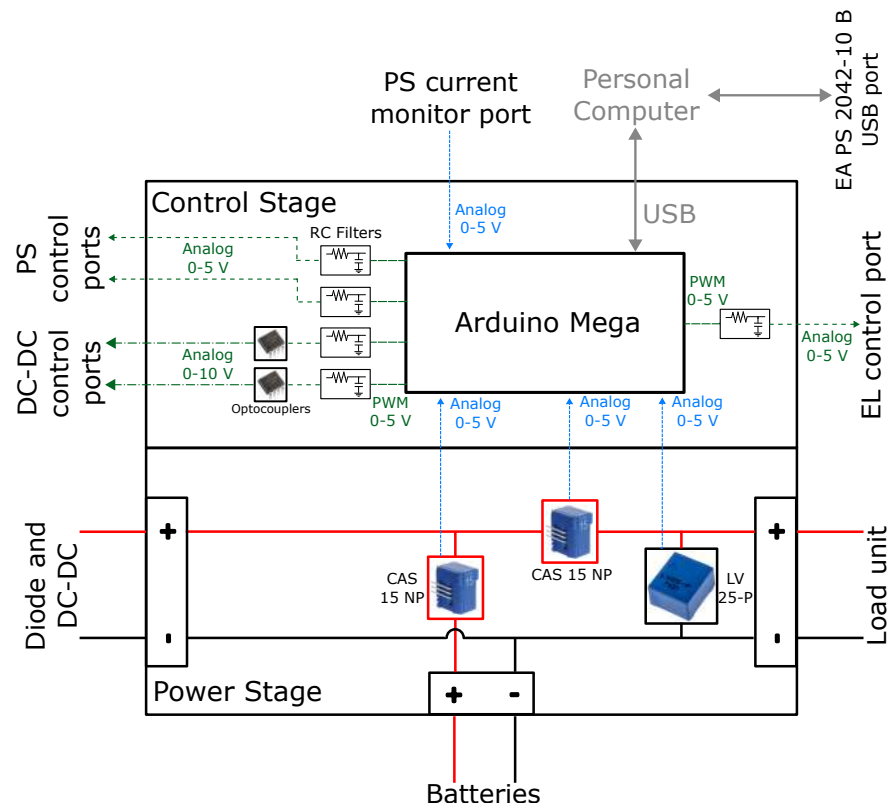 PS current
monitor port
Personal
Computer
EA PS 2042-10 B
USB port
Control Stage
Analog
0-5 V
USB
RC Filters
PS
control
ports
Analog
0-5 V
Arduino Mega
PWM
0-5 V
Analog
0-5 V
EL control port
DC-DC
control
ports
Analog
0-10 V
Optocouplers
PWM
0-5 V
Analog
0-5 V
Analog
0-5 V
Analog
0-5 V
Diode and
DC-DC
+
-
CAS
15 NP
CAS 15 NP
LV
25-P
+
-
Load unit
Power Stage
+ -
Batteries